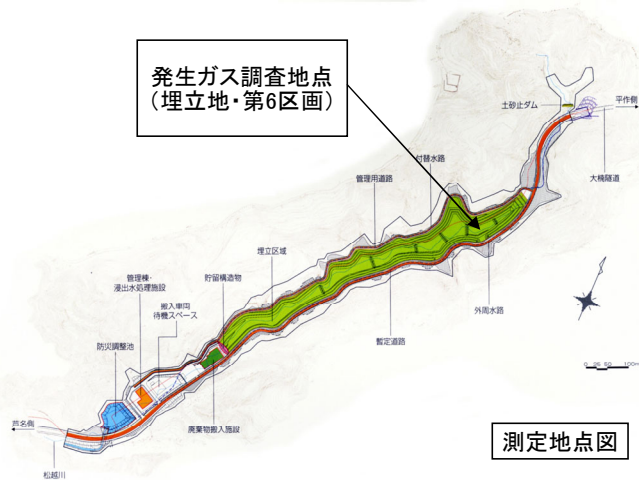 発生ガス調査地点
（埋立地・第6区画）
土砂止ダム
平作側
大楠隧道
付替水路
管理用道路
埋立区域
貯留構造物
管理棟・
浸出水処理施設
搬入車両
待機スペース
防災調整池
外周水路
暫定道路
0 25 50 100m
芦名側
廃棄物搬入施設
測定地点図
松越川